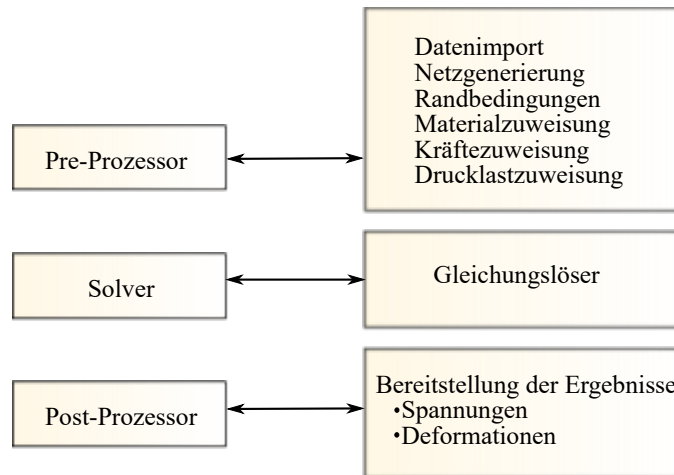 Pre-Prozessor
Datenimport
Netzgenerierung
Randbedingungen
Materialzuweisung
Kräftezuweisung
Drucklastzuweisung
Solver
Gleichungslöser
Post-Prozessor
Bereitstellung der Ergebnisse
•Spannungen
•Deformationen